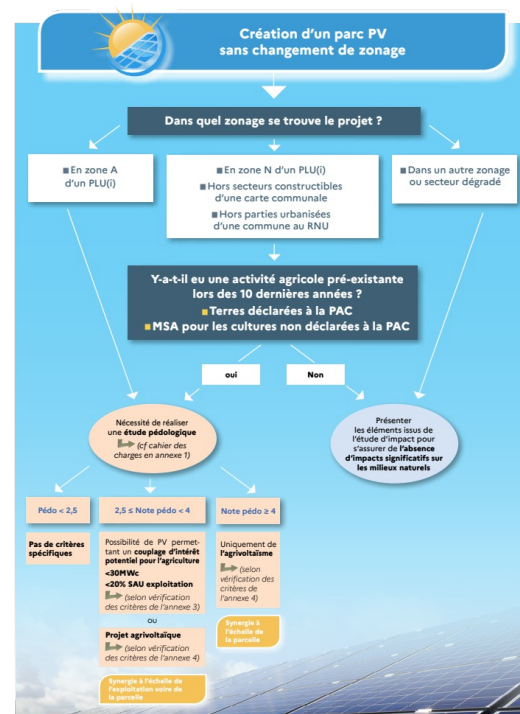 Création d'un parc PV
sans changement de zonage
Dans quel zonage se trouve le projet ?
■ En zone A
d'un PLU(i)
■ En zone N d'un PLU(i)
■ Hors secteurs constructibles
d'une carte communale
■ Hors parties urbanisées
d'une commune au RNU
■ Dans un autre zonage
ou secteur dégradé
Y-a-t-il eu une activité agricole pré-existante
lors des 10 dernières années ?
■ Terres déclarées à la PAC
■ MSA pour les cultures non déclarées à la PAC
oui
Non
Nécessité de réaliser
une étude pédologique
(cf cahier des
charges en annexe 1)
Présenter
les éléments issus de
l'étude d'impact pour
s'assurer de l'absence
d'impacts significatifs sur
les milieux naturels
Pédo < 2,5
2,5 ≤ Note pédo < 4
Note pédo ≥ 4
Pas de critères
spécifiques
Possibilité de PV permet-
tant un couplage d'intérêt
potentiel pour l'agriculture
<30MWc
<20% SAU exploitation
(selon vérification
des critères de l'annexe 3)
ou
Projet agrivoltaïque
(selon vérification
des critères de l'annexe 4)
Synergie à l'échelle de
l'exploitation voire de
la parcelle
Uniquement de
l'agrivoltaïsme
(selon
vérification des
critères de
l'annexe 4)
Synergie à
l'échelle de
la parcelle